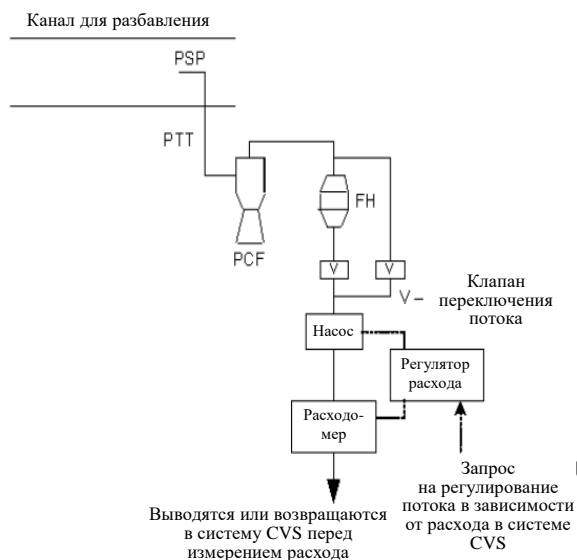 Канал для разбавления
PSP
PTT
FH
PCF
V
V
V –
Клапан
переключения
потока
Насос
Регулятор
расхода
Расходо-
мер
Запрос
на регулирование
потока в зависимости
от расхода в системе
CVS
Выводятся или возвращаются
в систему CVS перед
измерением расхода